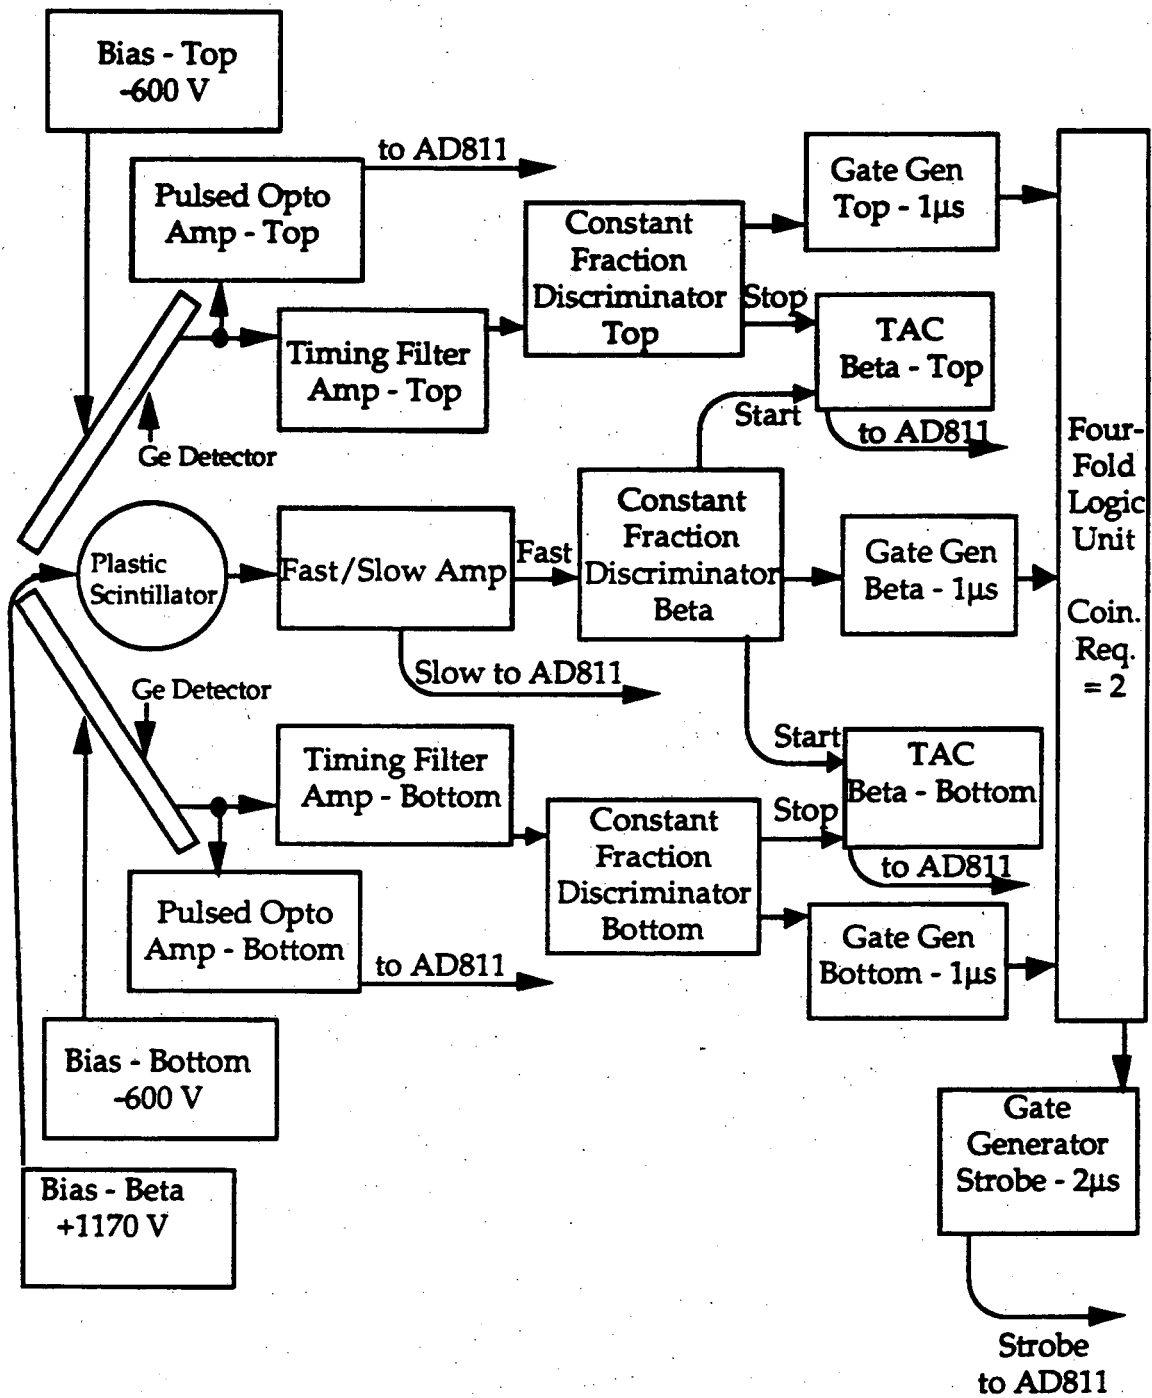 Bias - Top
-600 V
to AD811
Pulsed Opto
Amp - Top
Constant
Fraction
Discriminator
Top
Gate Gen
Top - 1µs
Stop
TAC
Beta - Top
Start
to AD811
Timing Filter
Amp - Top
Ge Detector
Four-
Fold
Logic
Unit
Coin.
Req.
= 2
Plastic
Scintillator
Fast/Slow Amp
Fast
Constant
Fraction
Discriminator
Beta
Gate Gen
Beta - 1µs
Slow to AD811
Ge Detector
Start
TAC
Beta - Bottom
Stop
to AD811
Timing Filter
Amp - Bottom
Constant
Fraction
Discriminator
Bottom
Pulsed Opto
Amp - Bottom
to AD811
Gate Gen
Bottom - 1µs
Bias - Bottom
-600 V
Gate
Generator
Strobe - 2µs
Bias - Beta
+1170 V
Strobe
to AD811